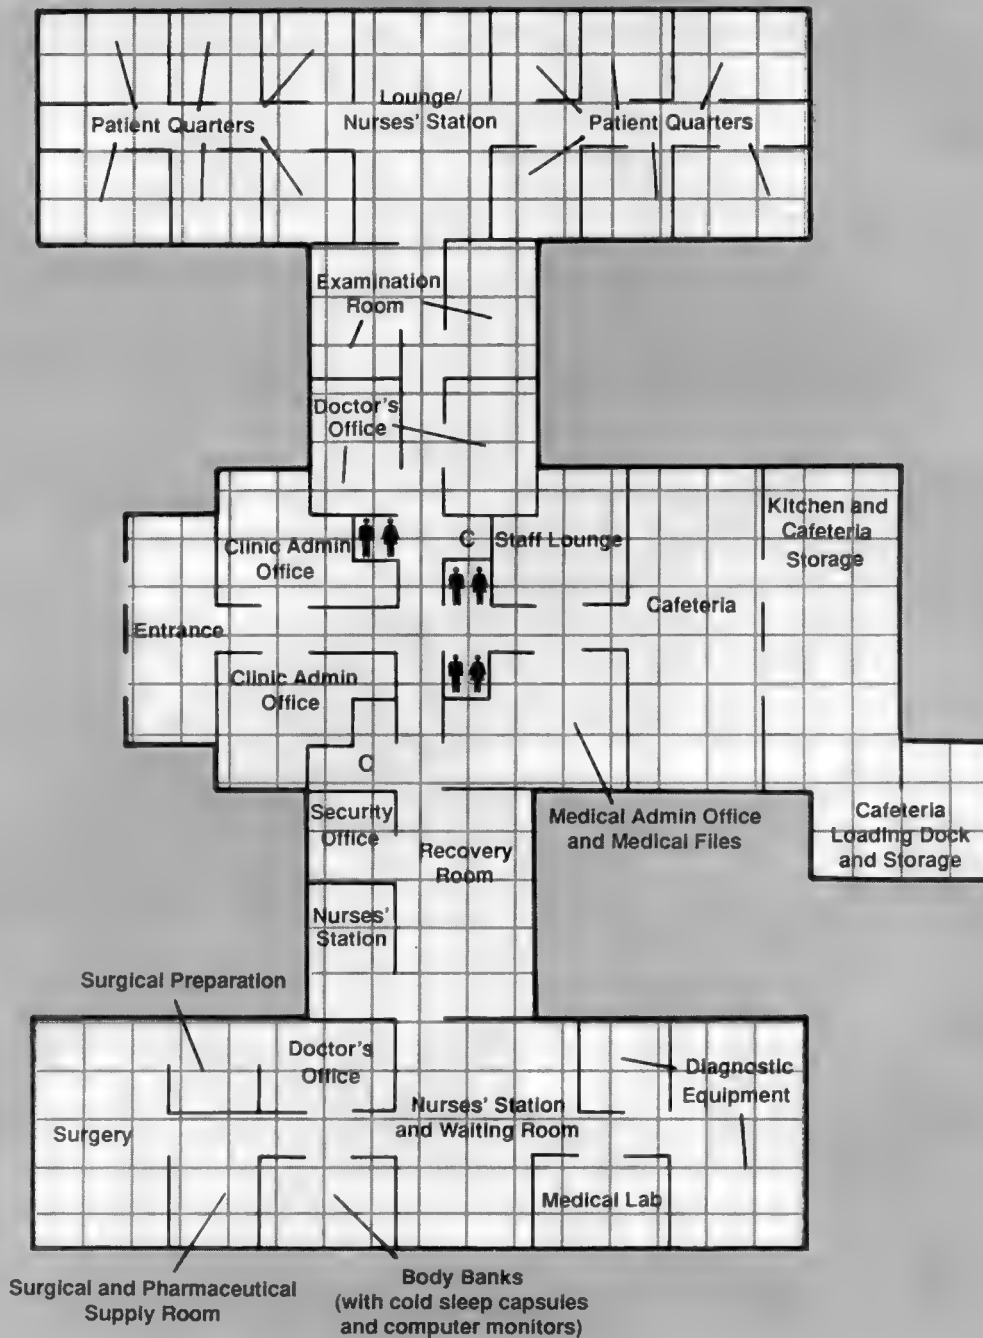 Lounge/
Nurses' Station
Patient Quarters
Patient Quarters
Examination
Room
Doctor's
Office
Clinic Admin
Office
C
Staff Lounge
Kitchen and
Cafeteria
Storage
Cafeteria
Entrance
Clinic Admin
Office
C
Security
Office
Recovery
Room
Medical Admin Office
and Medical Files
Cafeteria
Loading Dock
and Storage
Nurses'
Station
Surgical Preparation
Doctor's
Office
Diagnostic
Equipment
Nurses' Station
and Waiting Room
Surgery
Medical Lab
Surgical and Pharmaceutical
Supply Room
Body Banks
(with cold sleep capsules
and computer monitors)